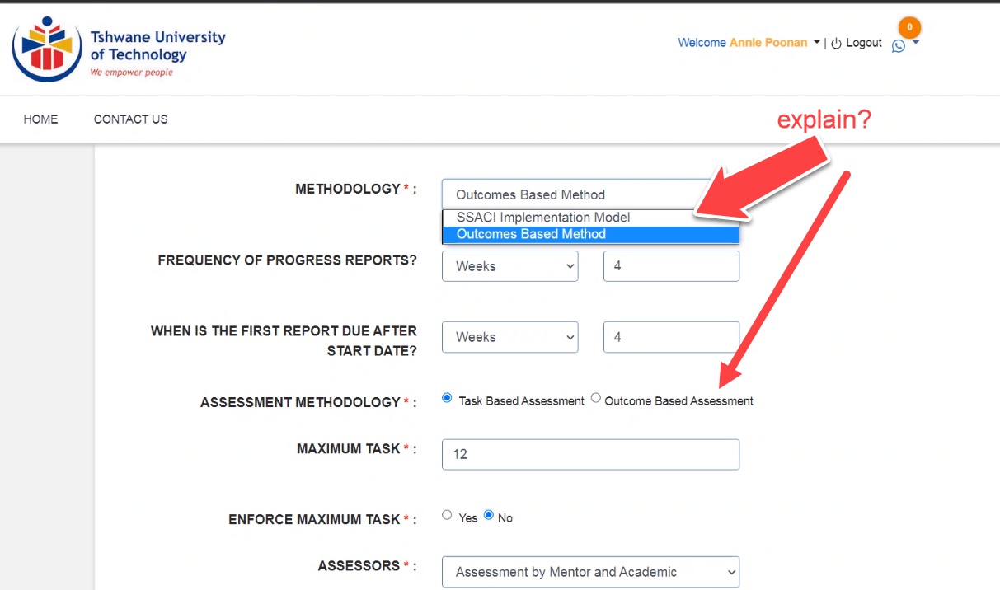 Tshwane University
of Technology
We empower people
Welcome Annie Poonan | Logout
0
HOME CONTACT US
explain?
METHODOLOGY * : Outcomes Based Method
SSACI Implementation Model
Outcomes Based Method
FREQUENCY OF PROGRESS REPORTS? Weeks 4
WHEN IS THE FIRST REPORT DUE AFTER
START DATE? Weeks 4
ASSESSMENT METHODOLOGY * : Task Based Assessment Outcome Based Assessment
MAXIMUM TASK * : 12
ENFORCE MAXIMUM TASK * : Yes No
ASSESSORS * : Assessment by Mentor and Academic